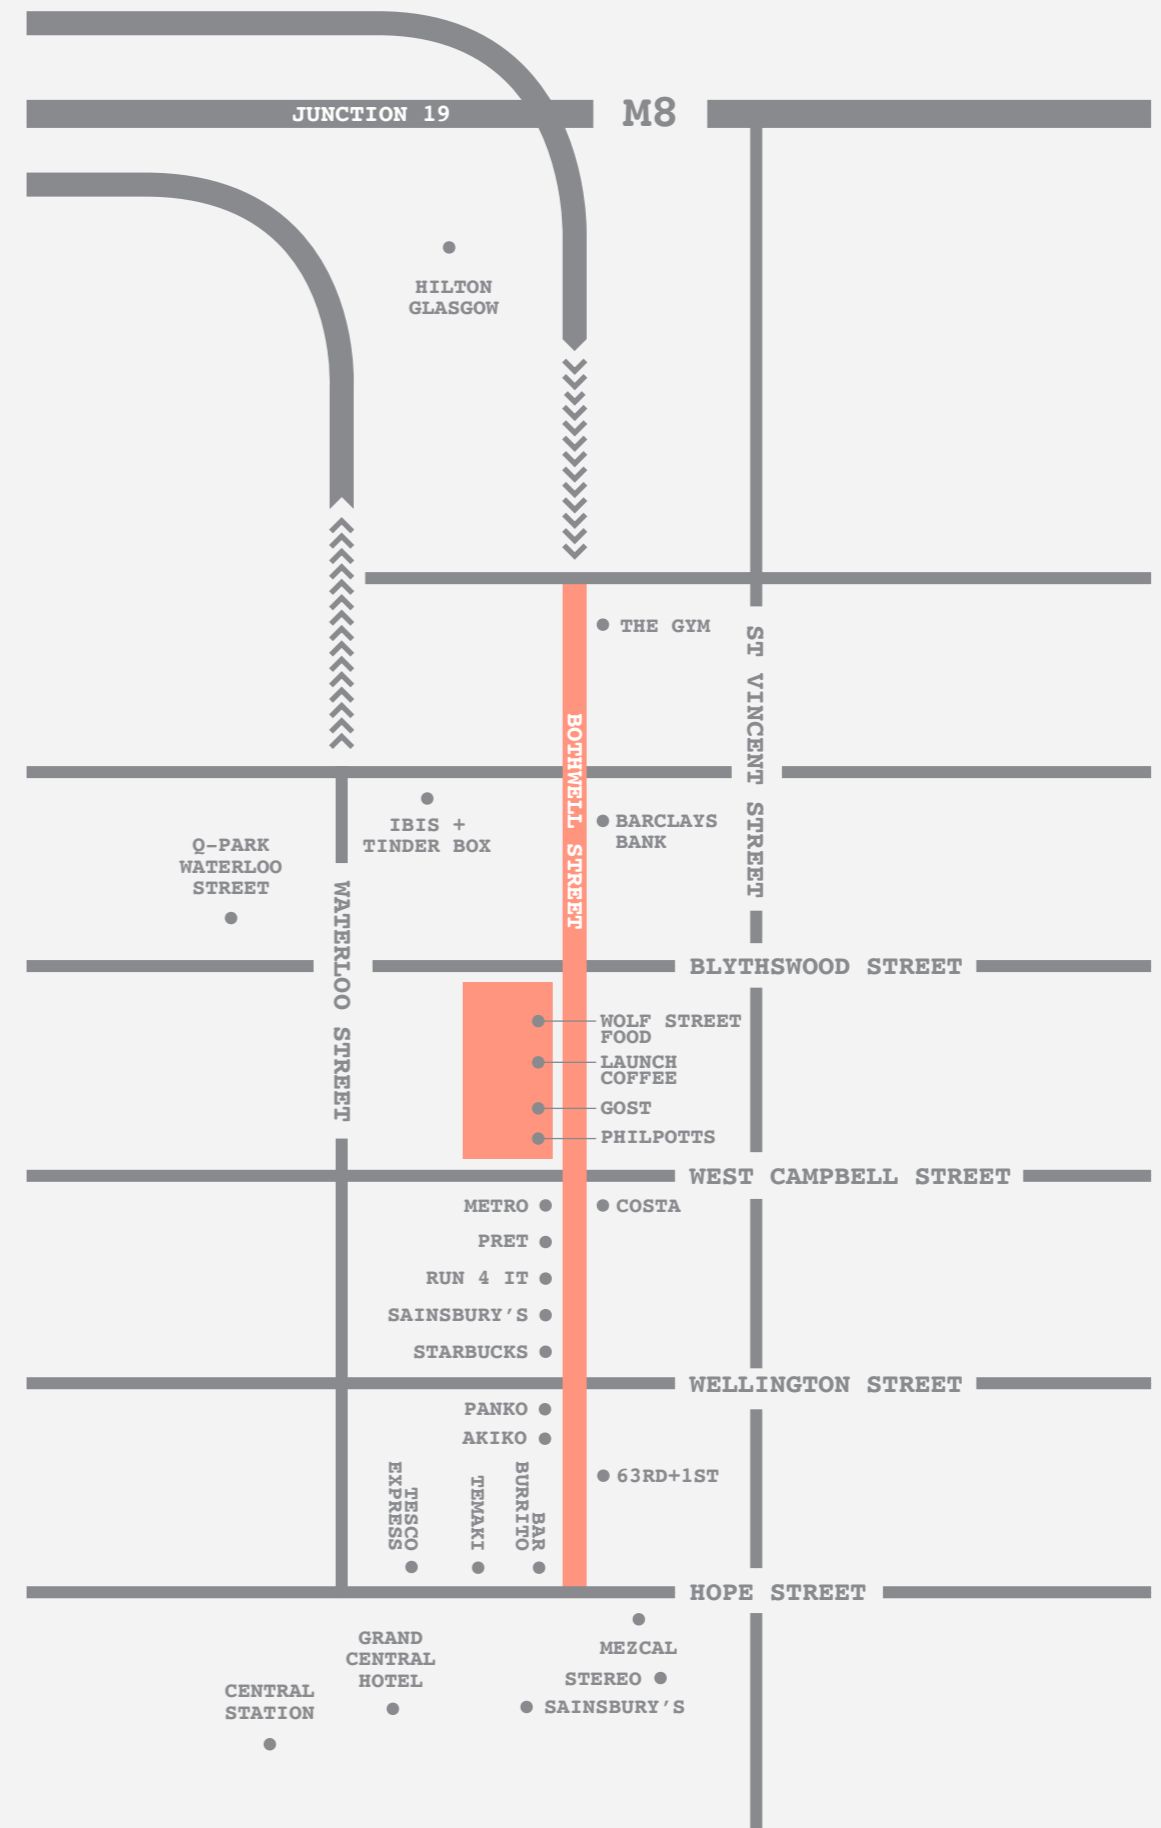 JUNCTION 19
M8
HILTON
GLASGOW
THE GYM
ST VINCENT STREET
BOTHWELL STREET
IBIS +
TINDER BOX
BARCLAYS
BANK
Q-PARK
WATERLOO
STREET
WATERLOO STREET
BLYTHSWOOD STREET
WOLF STREET
FOOD
LAUNCH
COFFEE
GOST
PHILPOTTS
WEST CAMPBELL STREET
METRO
COSTA
PRET
RUN 4 IT
SAINSBURY'S
STARBUCKS
WELLINGTON STREET
PANKO
AKIKO
TESCO
EXPRESS
TEMAKI
BAR
BURRITO
63RD+1ST
HOPE STREET
MEZCAL
GRAND
CENTRAL
HOTEL
STEREO
SAINSBURY'S
CENTRAL
STATION